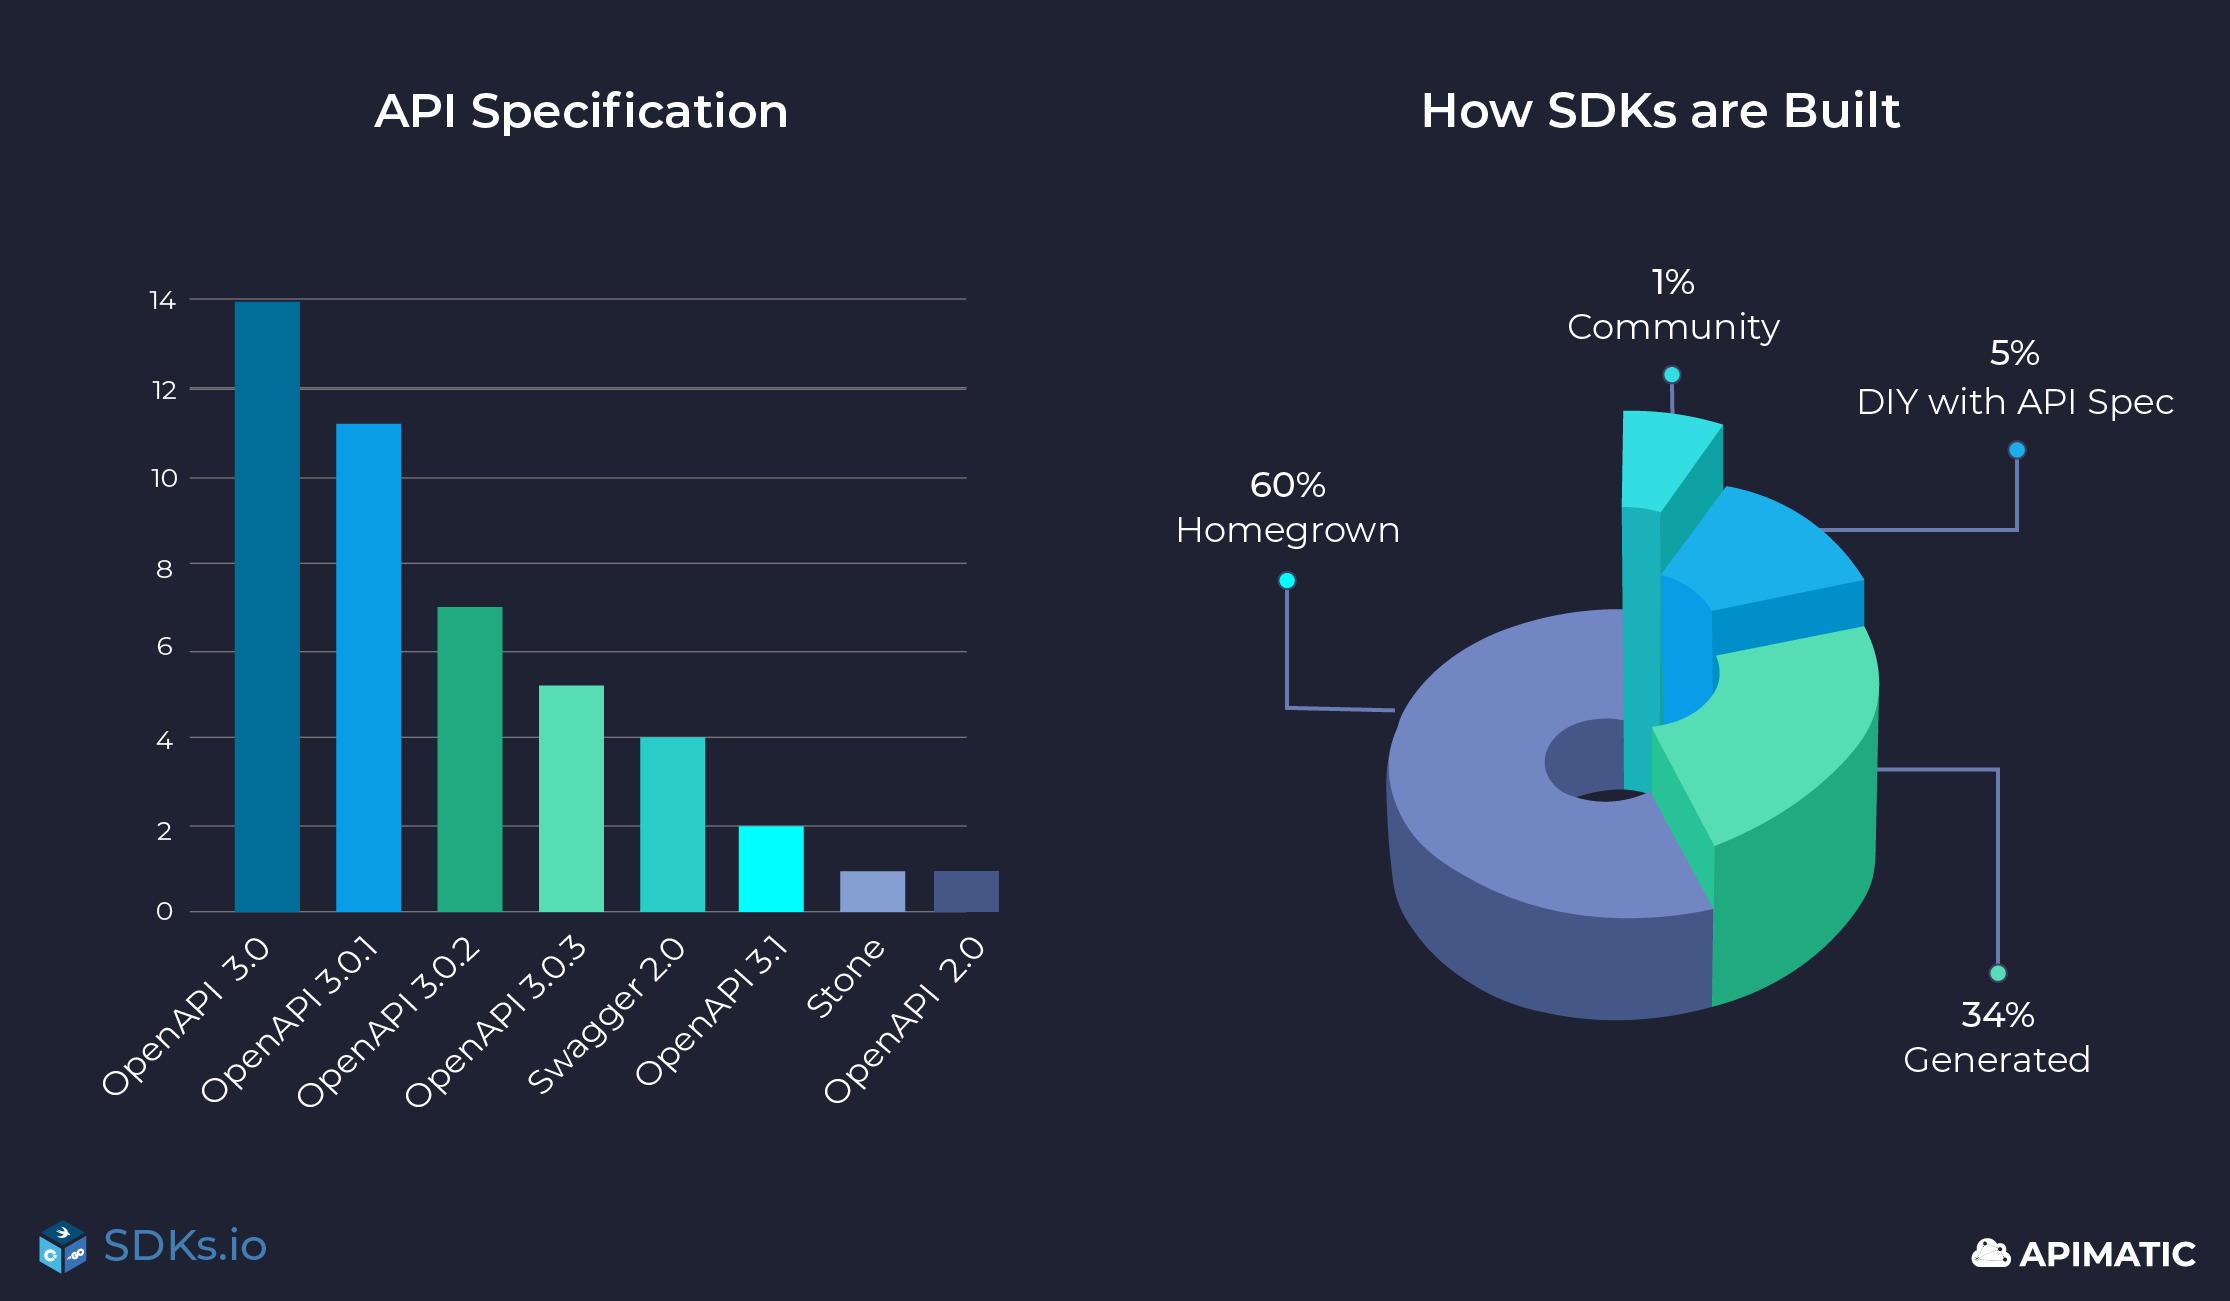 API Specification
14
12
10
8
6
4
2
0
OpenAPI 3.0
OpenAPI 3.0.1
OpenAPI 3.0.2
OpenAPI 3.0.3
Swagger 2.0
OpenAPI 3.1
Stone
OpenAPI 2.0
How SDKs are Built
1%
Community
5%
DIY with API Spec
60%
Homegrown
34%
Generated
SDKs.io
APIMATIC